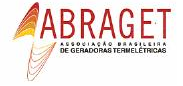 ABRAGET
ASSOCIAÇÃO BRASILEIRA
DE GERADORAS TERMELÉTRICAS